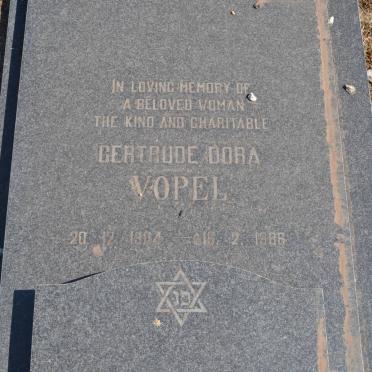 IN LOVING MEMORY OF
A BELOVED WOMAN
THE KIND AND CHARITABLE
GERTRUDE DORA
VOPEL
20. 12. 1904 – 16. 2. 1986
פנ